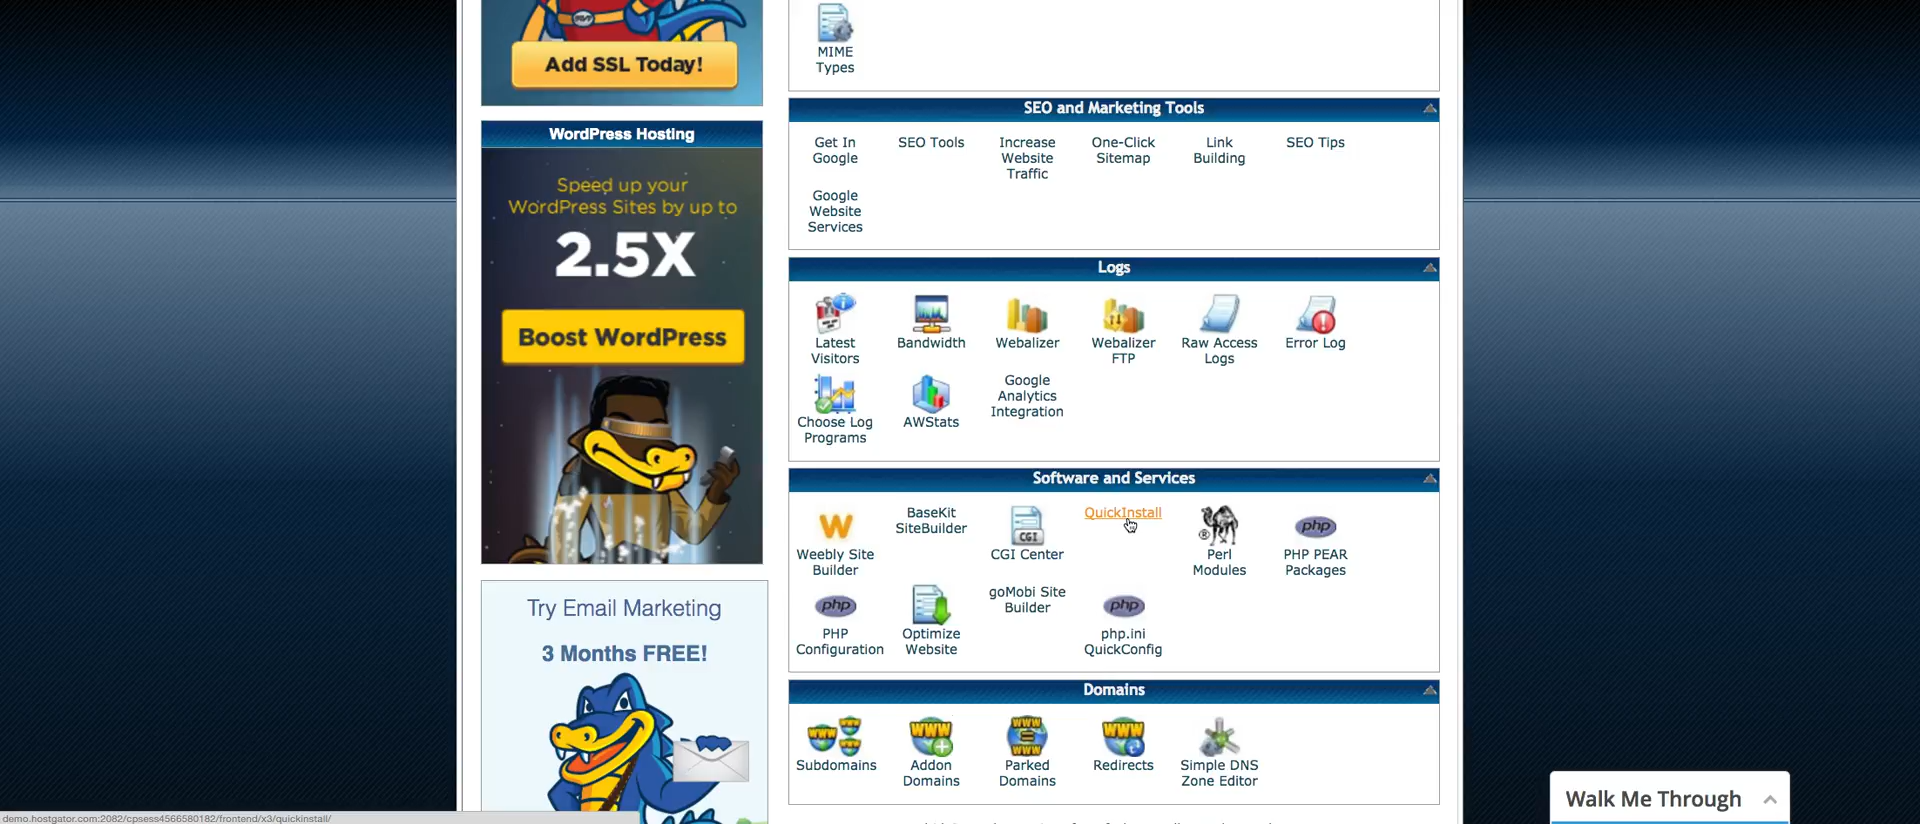 Add SSL Today!
WordPress Hosting
Speed up your
WordPress Sites by up to
2.5X
Boost WordPress
Try Email Marketing
3 Months FREE!
MIME
Types
SEO and Marketing Tools
Get In
Google
SEO Tools
Increase
Website
Traffic
One-Click
Sitemap
Link
Building
SEO Tips
Google
Website
Services
Logs
Latest
Visitors
Bandwidth
Webalizer
Webalizer
FTP
Raw Access
Logs
Error Log
Choose Log
Programs
AWStats
Google
Analytics
Integration
Software and Services
W
Weebly Site
Builder
BaseKit
SiteBuilder
CGI
CGI Center
QuickInstall
Perl
Modules
php
PHP PEAR
Packages
php
PHP
Configuration
Optimize
Website
goMobi Site
Builder
php
php.ini
QuickConfig
Domains
www
Subdomains
www
Addon
Domains
www
www
Parked
Domains
www
Redirects
Simple DNS
Zone Editor
Walk Me Through
demo.hostgator.com:2082/cpsess4566580182/frontend/x3/quickinstall/